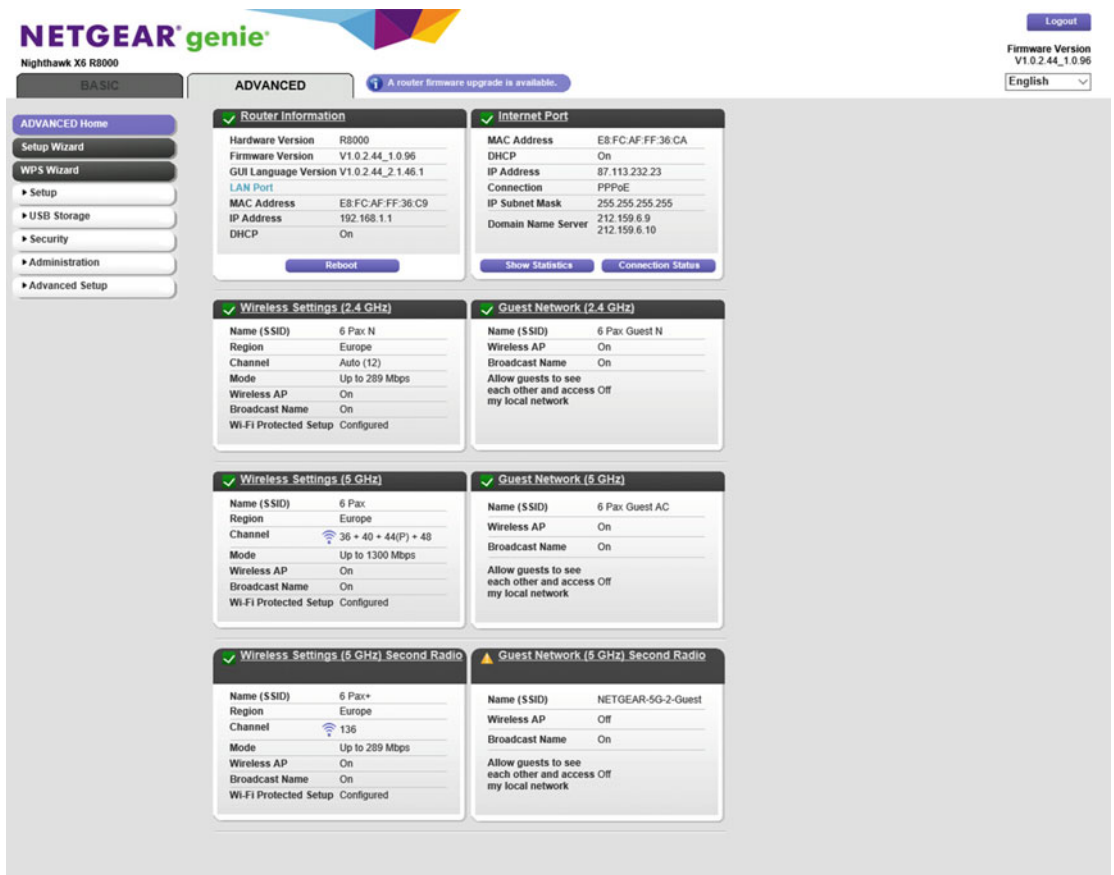 NETGEAR® genie®
Logout
Nighthawk X6 R8000
Firmware Version
V1.0.2.44_1.0.96
BASIC
ADVANCED
A router firmware upgrade is available.
English
ADVANCED Home
Setup Wizard
WPS Wizard
Setup
USB Storage
Security
Administration
Advanced Setup
Router Information
Hardware Version R8000
Firmware Version V1.0.2.44_1.0.96
GUI Language Version V1.0.2.44_2.1.46.1
LAN Port
MAC Address E8:FC:AF:FF:36:C9
IP Address 192.168.1.1
DHCP On
Reboot
Internet Port
MAC Address E8:FC:AF:FF:36:CA
DHCP On
IP Address 87.113.232.23
Connection PPPoE
IP Subnet Mask 255.255.255.255
Domain Name Server 212.159.6.9
212.159.6.10
Show Statistics Connection Status
Wireless Settings (2.4 GHz)
Name (SSID) 6 Pax N
Region Europe
Channel Auto (12)
Mode Up to 289 Mbps
Wireless AP On
Broadcast Name On
Wi-Fi Protected Setup Configured
Guest Network (2.4 GHz)
Name (SSID) 6 Pax Guest N
Wireless AP On
Broadcast Name On
Allow guests to see
each other and access Off
my local network
Wireless Settings (5 GHz)
Name (SSID) 6 Pax
Region Europe
Channel 36 + 40 + 44(P) + 48
Mode Up to 1300 Mbps
Wireless AP On
Broadcast Name On
Wi-Fi Protected Setup Configured
Guest Network (5 GHz)
Name (SSID) 6 Pax Guest AC
Wireless AP On
Broadcast Name On
Allow guests to see
each other and access Off
my local network
Wireless Settings (5 GHz) Second Radio
Name (SSID) 6 Pax+
Region Europe
Channel 136
Mode Up to 289 Mbps
Wireless AP On
Broadcast Name On
Wi-Fi Protected Setup Configured
Guest Network (5 GHz) Second Radio
Name (SSID) NETGEAR-5G-2-Guest
Wireless AP Off
Broadcast Name On
Allow guests to see
each other and access Off
my local network